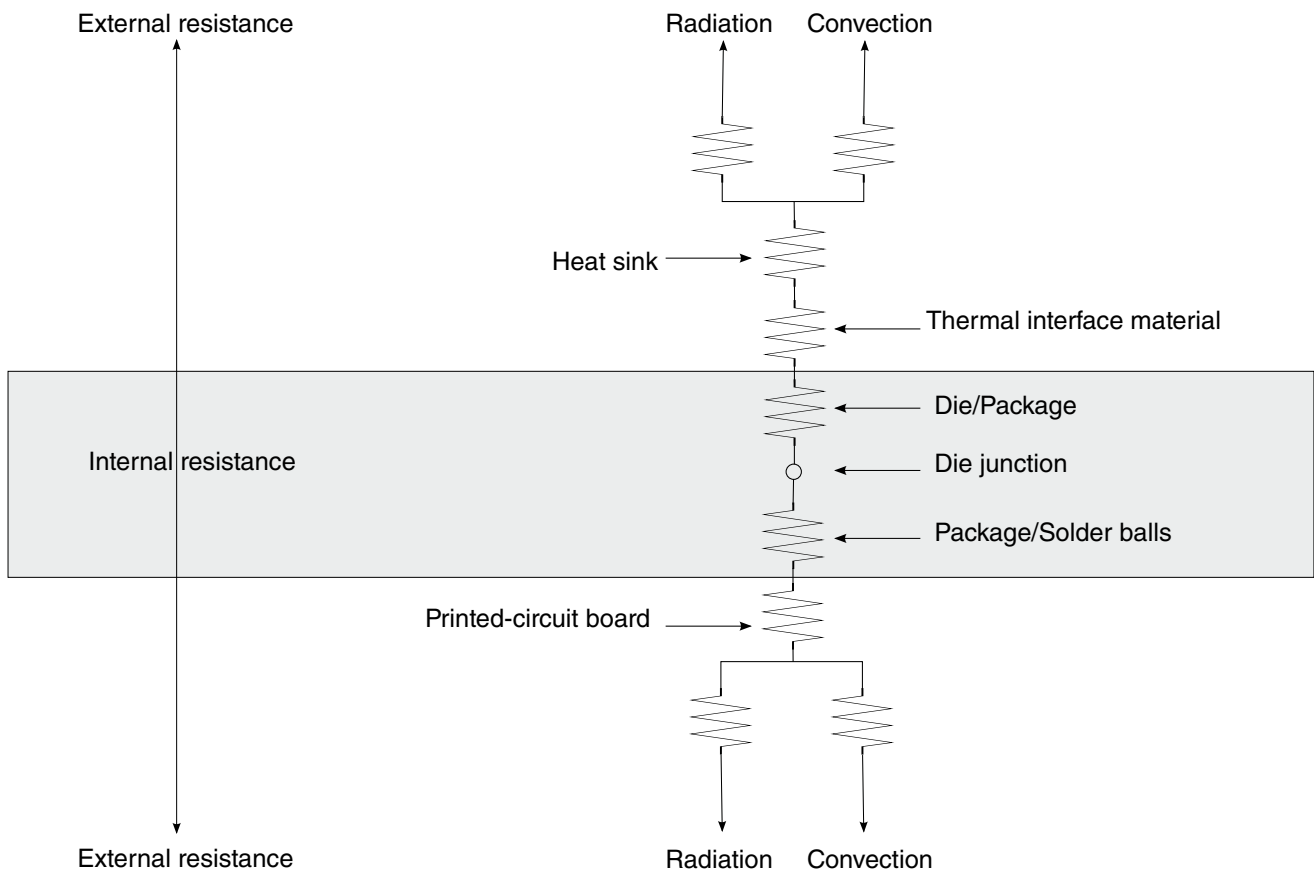 External resistance
Radiation
Convection
Heat sink
Thermal interface material
Die/Package
Internal resistance
Die junction
Package/Solder balls
Printed-circuit board
External resistance
Radiation
Convection